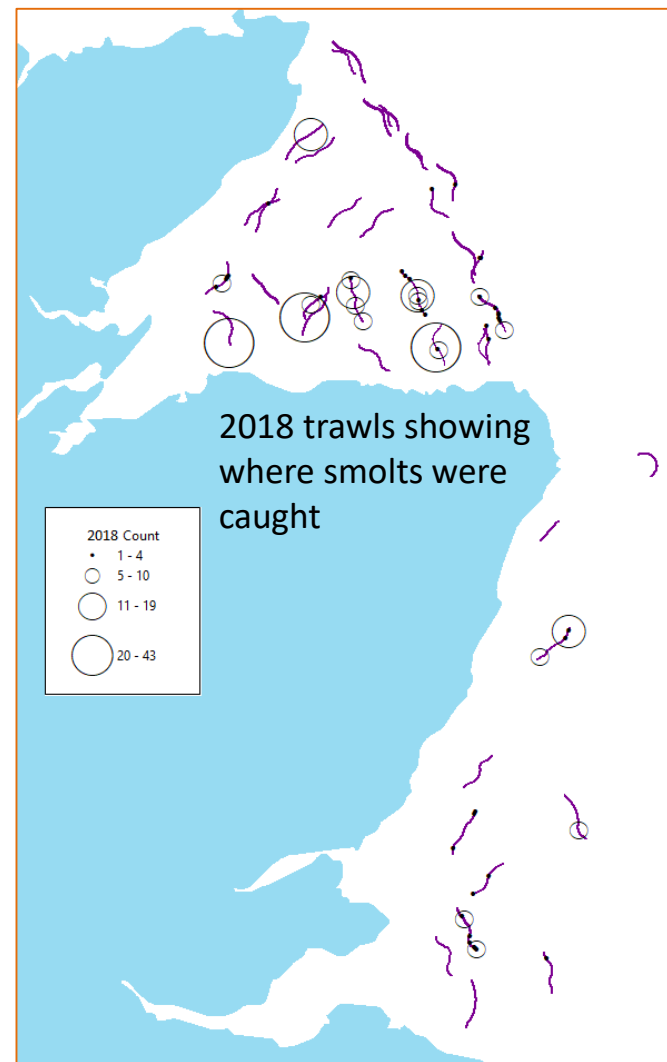 2018 trawls showing
where smolts were
caught
2018 Count
1 - 4
5 - 10
11 - 19
20 - 43